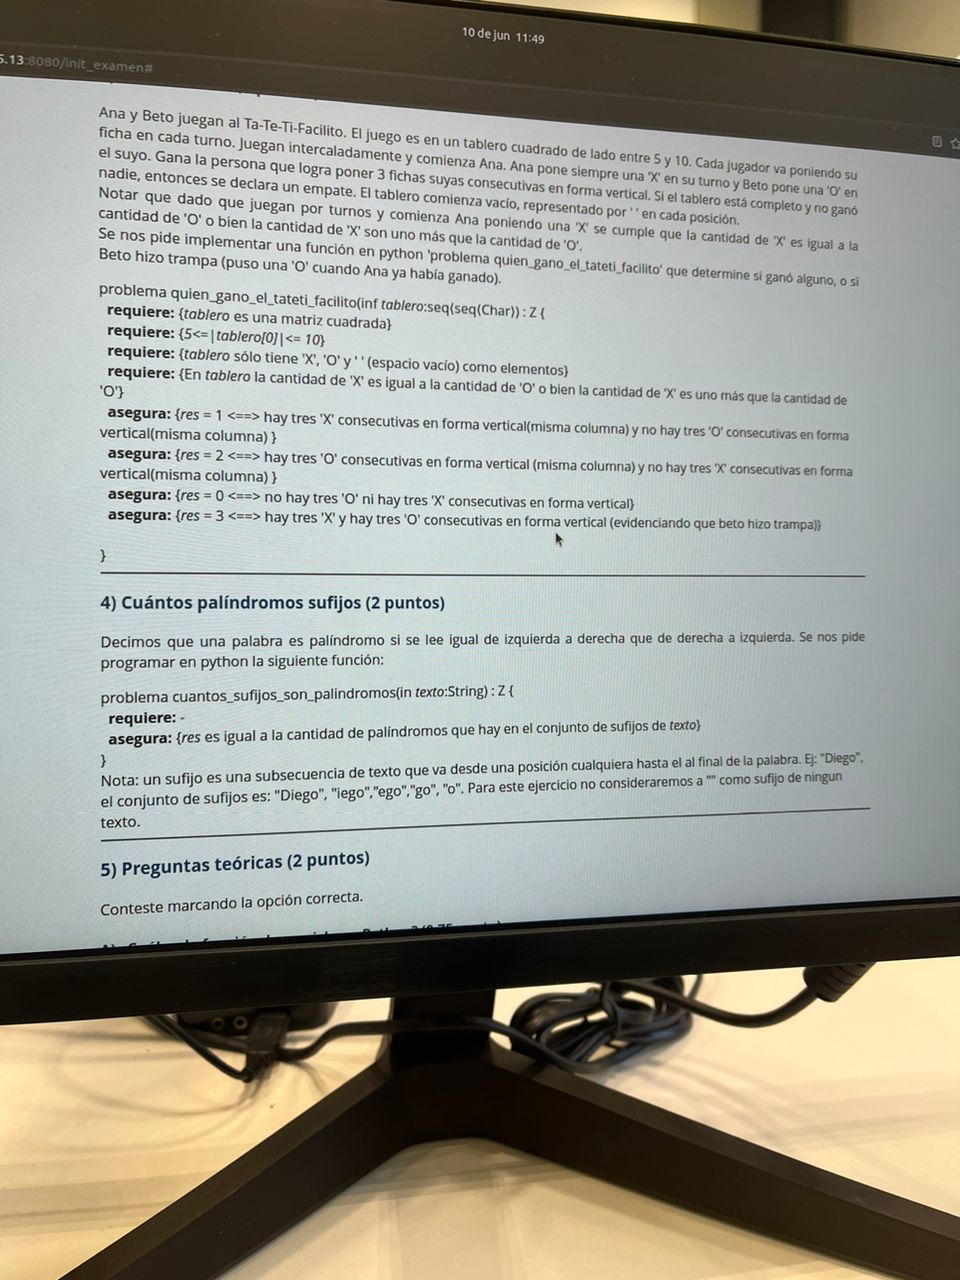 10 de jun 11:49
5.13:8080/init_examen#
Ana y Beto juegan al Ta-Te-Ti-Facilito. El juego es en un tablero cuadrado de lado entre 5 y 10. Cada jugador va poniendo su
ficha en cada turno. Juegan intercaladamente y comienza Ana. Ana pone siempre una 'X' en su turno y Beto pone una 'O' en
el suyo. Gana la persona que logra poner 3 fichas suyas consecutivas en forma vertical. Si el tablero está completo y no ganó
nadie, entonces se declara un empate. El tablero comienza vacío, representado por ' ' en cada posición.
Notar que dado que juegan por turnos y comienza Ana poniendo una 'X' se cumple que la cantidad de 'X' es igual a la
cantidad de 'O' o bien la cantidad de 'X' son uno más que la cantidad de 'O'.
Se nos pide implementar una función en python 'problema quien_gano_el_tateti_facilito' que determine si ganó alguno, o si
Beto hizo trampa (puso una 'O' cuando Ana ya había ganado).
problema quien_gano_el_tateti_facilito(inf tablero:seq(seq(Char)) : Z {
requiere: {tablero es una matriz cuadrada}
requiere: {5<=|tablero[0]|<= 10}
requiere: {tablero sólo tiene 'X', 'O' y ' ' (espacio vacío) como elementos}
requiere: {En tablero la cantidad de 'X' es igual a la cantidad de 'O' o bien la cantidad de 'X' es uno más que la cantidad de
'O'}
asegura: {res = 1 <==> hay tres 'X' consecutivas en forma vertical(misma columna) y no hay tres 'O' consecutivas en forma
vertical(misma columna) }
asegura: {res = 2 <==> hay tres 'O' consecutivas en forma vertical (misma columna) y no hay tres 'X' consecutivas en forma
vertical(misma columna) }
asegura: {res = 0 <==> no hay tres 'O' ni hay tres 'X' consecutivas en forma vertical}
asegura: {res = 3 <==> hay tres 'X' y hay tres 'O' consecutivas en forma vertical (evidenciando que beto hizo trampa)}
}
4) Cuántos palíndromos sufijos (2 puntos)
Decimos que una palabra es palíndromo si se lee igual de izquierda a derecha que de derecha a izquierda. Se nos pide
programar en python la siguiente función:
problema cuantos_sufijos_son_palindromos(in texto:String) : Z {
requiere: -
asegura: {res es igual a la cantidad de palíndromos que hay en el conjunto de sufijos de texto}
}
Nota: un sufijo es una subsecuencia de texto que va desde una posición cualquiera hasta el al final de la palabra. Ej: "Diego",
el conjunto de sufijos es: "Diego", "iego","ego","go", "o". Para este ejercicio no consideraremos a "" como sufijo de ningun
texto.
5) Preguntas teóricas (2 puntos)
Conteste marcando la opción correcta.